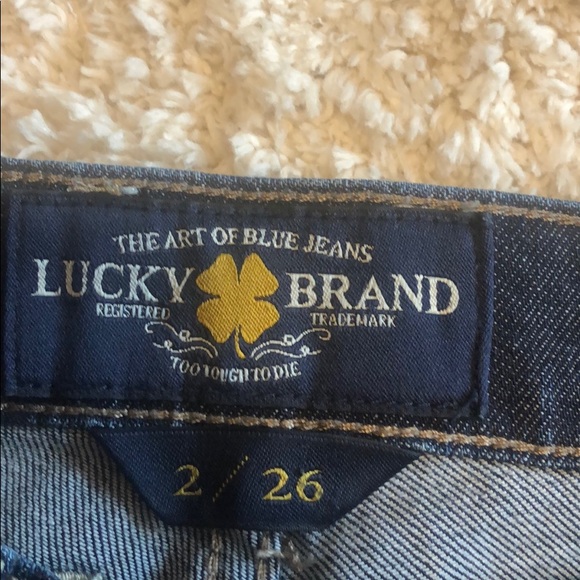 THE ART OF BLUE JEANS
LUCKY BRAND
REGISTERED TRADEMARK
TOO TOUGH TO DIE
2 / 26